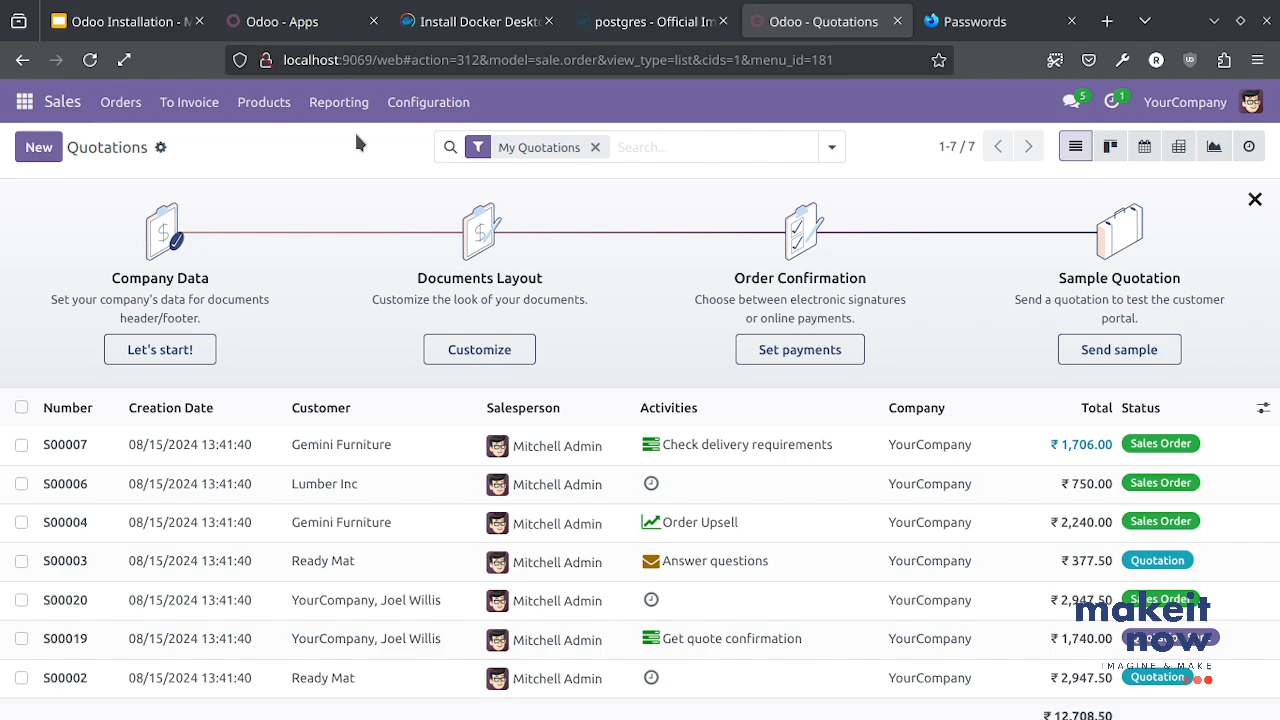 Odoo Installation - M
Odoo - Apps
Install Docker Deskto
postgres - Official Im
Odoo - Quotations
Passwords
localhost:9069/web#action=312&model=sale.order&view_type=list&cids=1&menu_id=181
Sales Orders To Invoice Products Reporting Configuration 5 1 YourCompany
New Quotations My Quotations Search... 1-7 / 7
Company Data Documents Layout Order Confirmation Sample Quotation
Set your company's data for documents Customize the look of your documents. Choose between electronic signatures Send a quotation to test the customer
header/footer. or online payments. portal.
Let's start! Customize Set payments Send sample
Number Creation Date Customer Salesperson Activities Company Total Status
S00007 08/15/2024 13:41:40 Gemini Furniture Mitchell Admin Check delivery requirements YourCompany ₹ 1,706.00 Sales Order
S00006 08/15/2024 13:41:40 Lumber Inc Mitchell Admin YourCompany ₹ 750.00 Sales Order
S00004 08/15/2024 13:41:40 Gemini Furniture Mitchell Admin Order Upsell YourCompany ₹ 2,240.00 Sales Order
S00003 08/15/2024 13:41:40 Ready Mat Mitchell Admin Answer questions YourCompany ₹ 377.50 Quotation
S00020 08/15/2024 13:41:40 YourCompany, Joel Willis Mitchell Admin YourCompany ₹ 2,947.50 Sales Order
S00019 08/15/2024 13:41:40 YourCompany, Joel Willis Mitchell Admin Get quote confirmation YourCompany ₹ 1,740.00
S00002 08/15/2024 13:41:40 Ready Mat Mitchell Admin YourCompany ₹ 2,947.50 Quotation
₹ 12,708.50
makeit
now
IMAGINE & MAKE